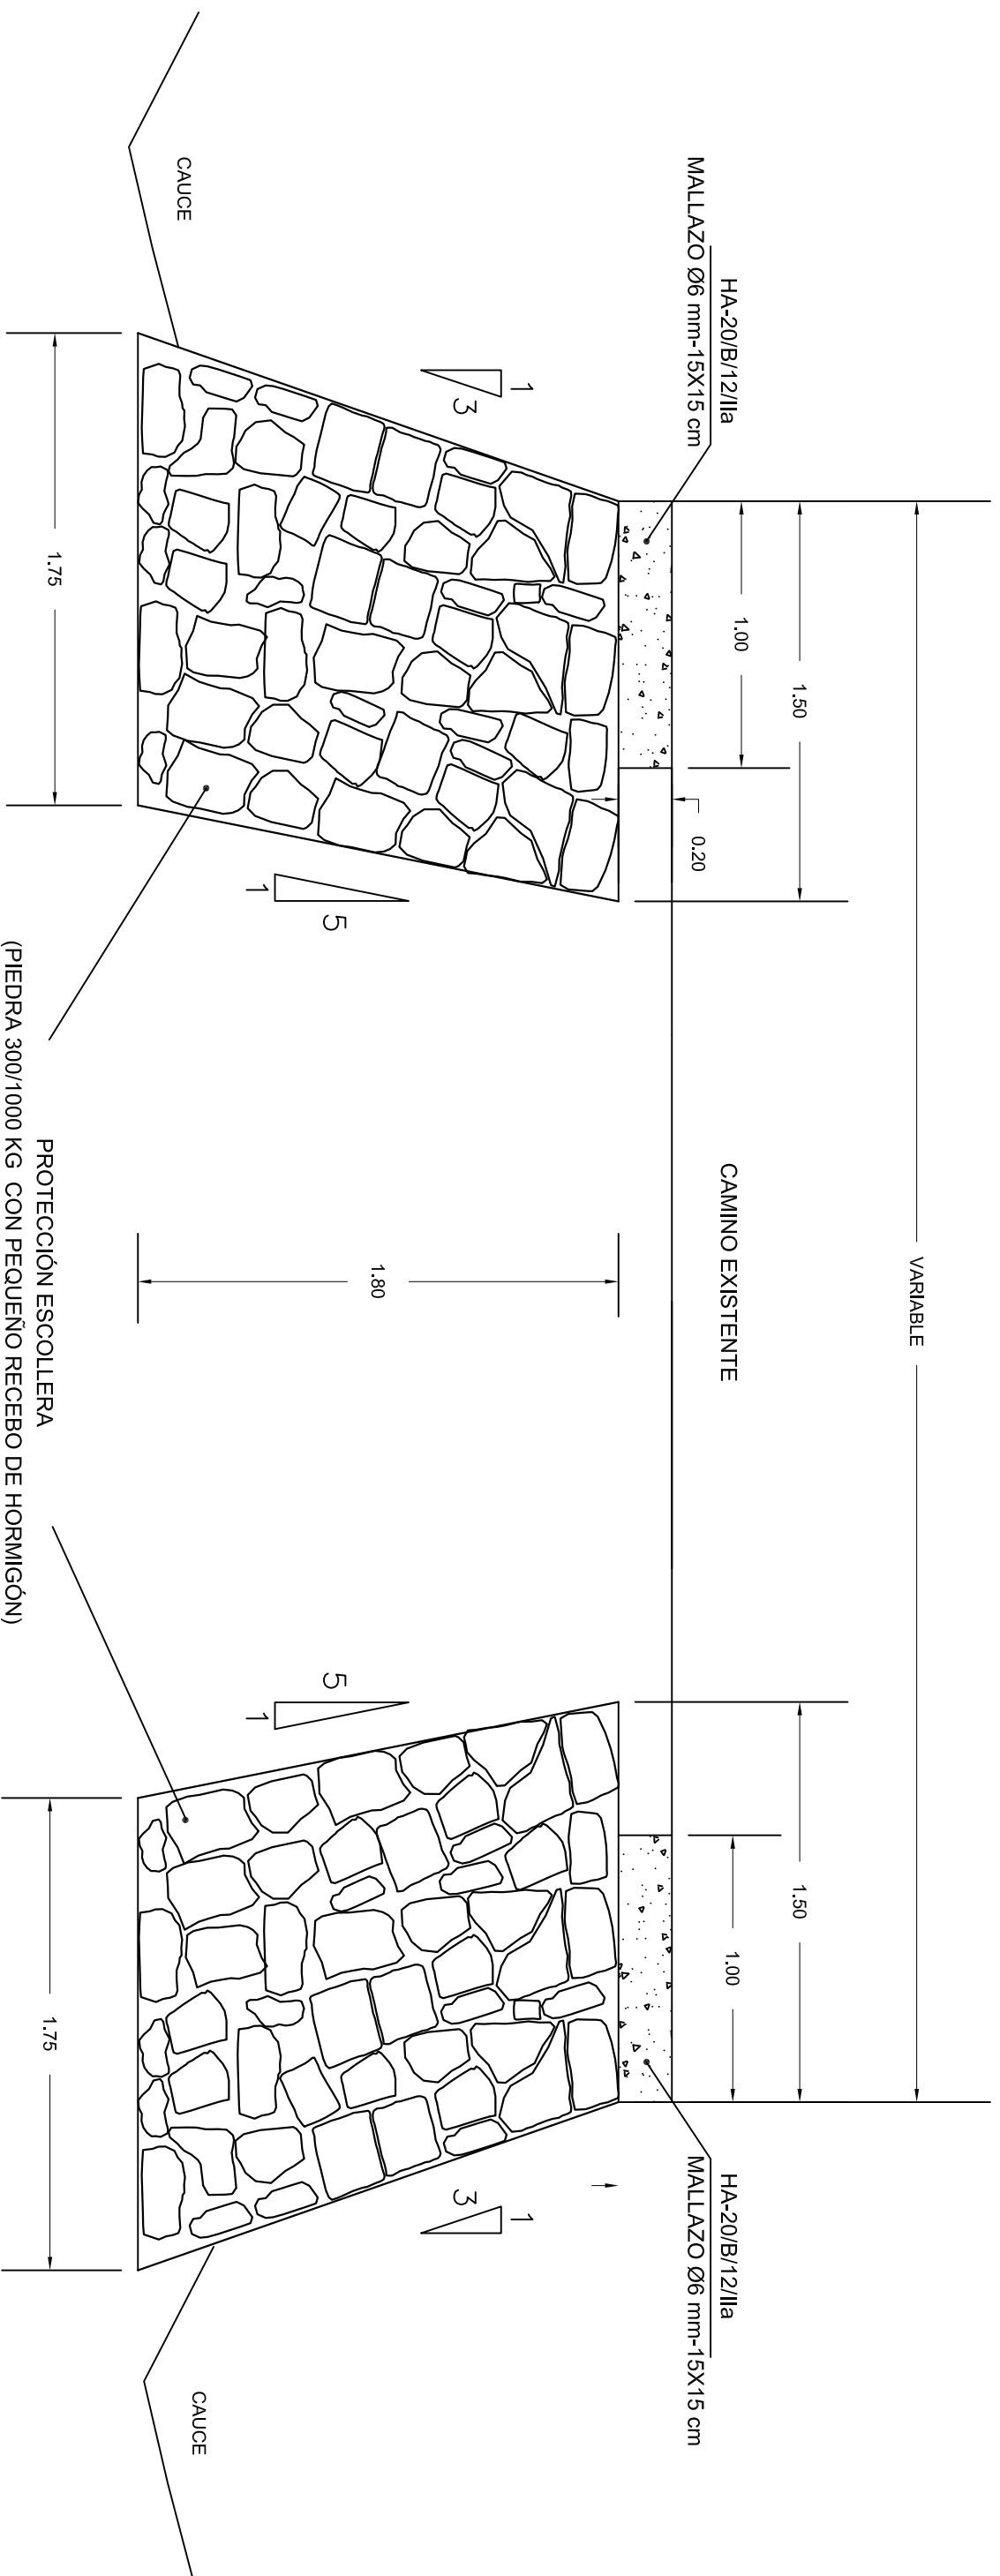 VARIABLE
1.50
1.50
1.00
1.00
HA-20/B/12/IIa
MALLAZO Ø6 mm-15X15 cm
CAMINO EXISTENTE
HA-20/B/12/IIa
MALLAZO Ø6 mm-15X15 cm
0.20
1
3
1
3
1.80
5
1
5
1
CAUCE
CAUCE
1.75
1.75
PROTECCIÓN ESCOLLERA
(PIEDRA 300/1000 KG CON PEQUEÑO RECEBO DE HORMIGÓN)